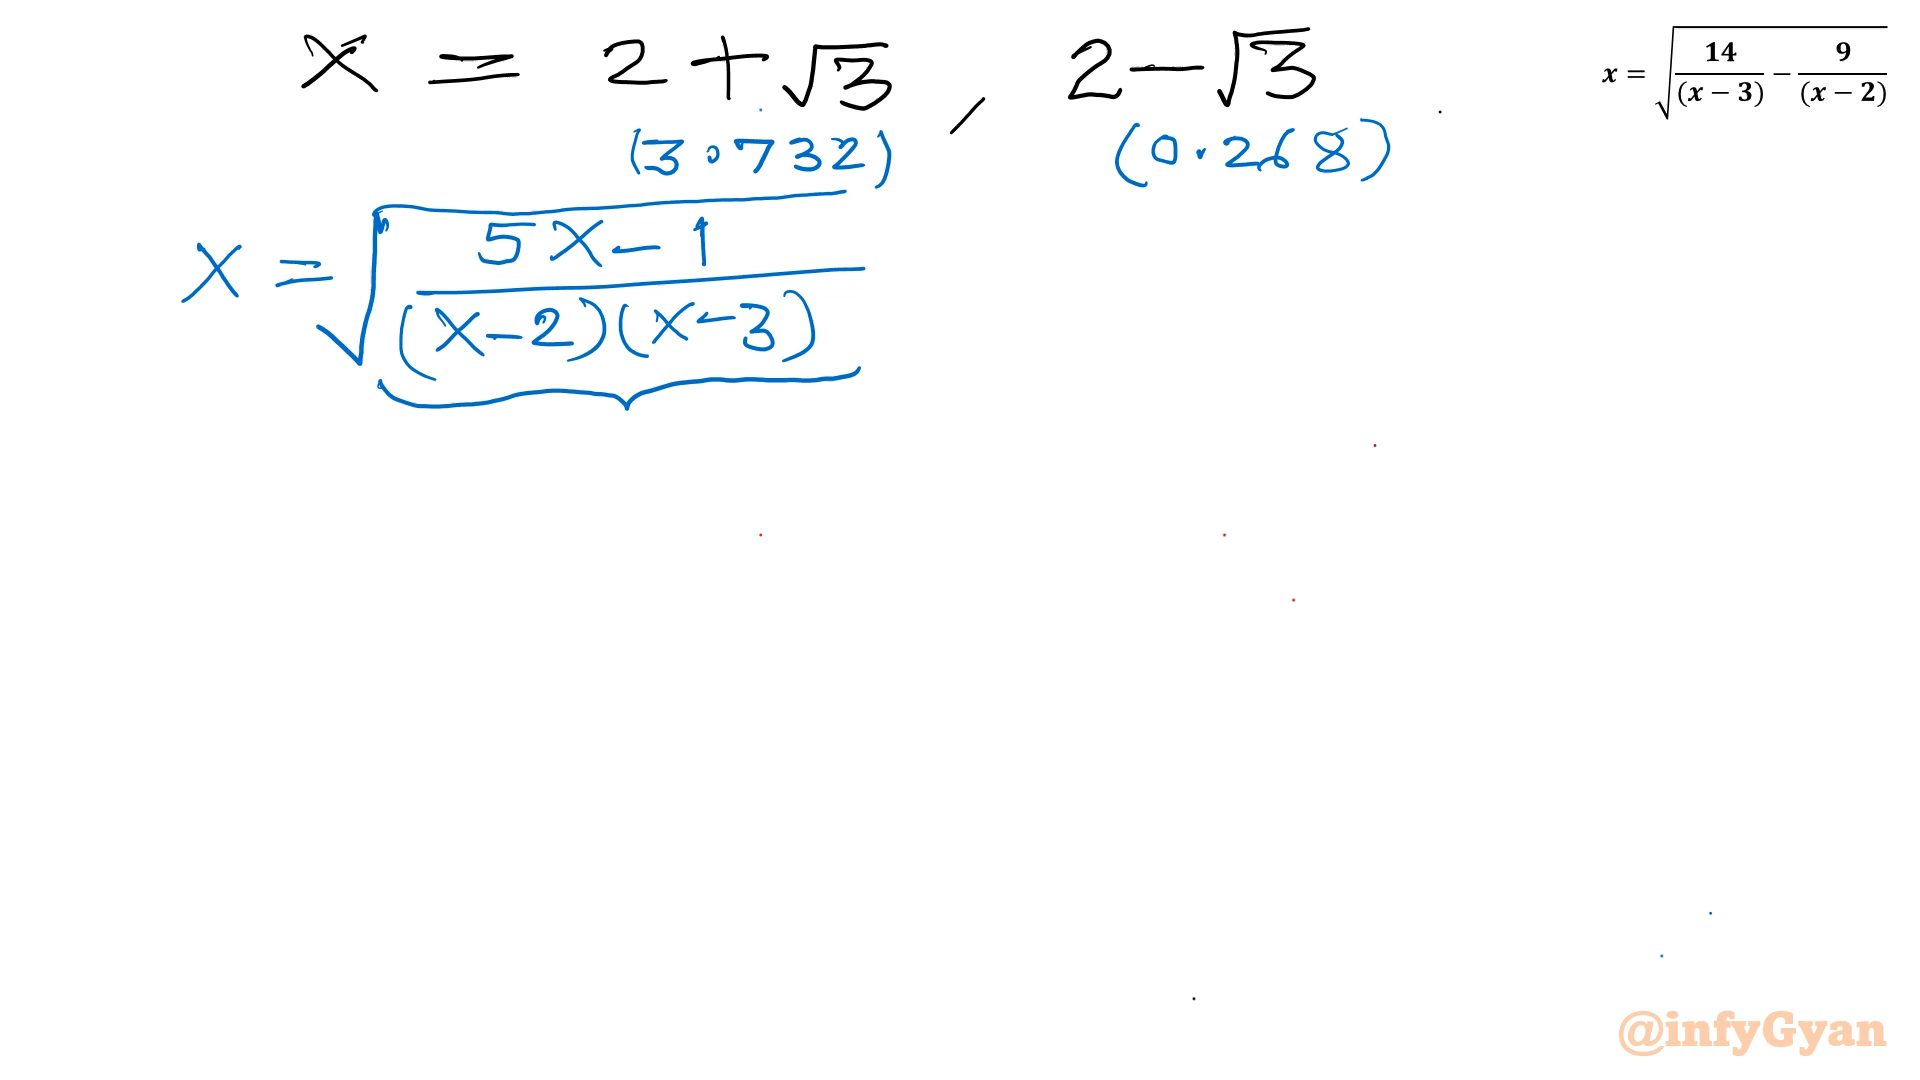 x = 2 + √3 , 2 − √3
x = √(14/(x − 3) − 9/(x − 2))
(3.732) (0.268)
x = √((5x − 1)/((x − 2)(x − 3)))
@infyGyan